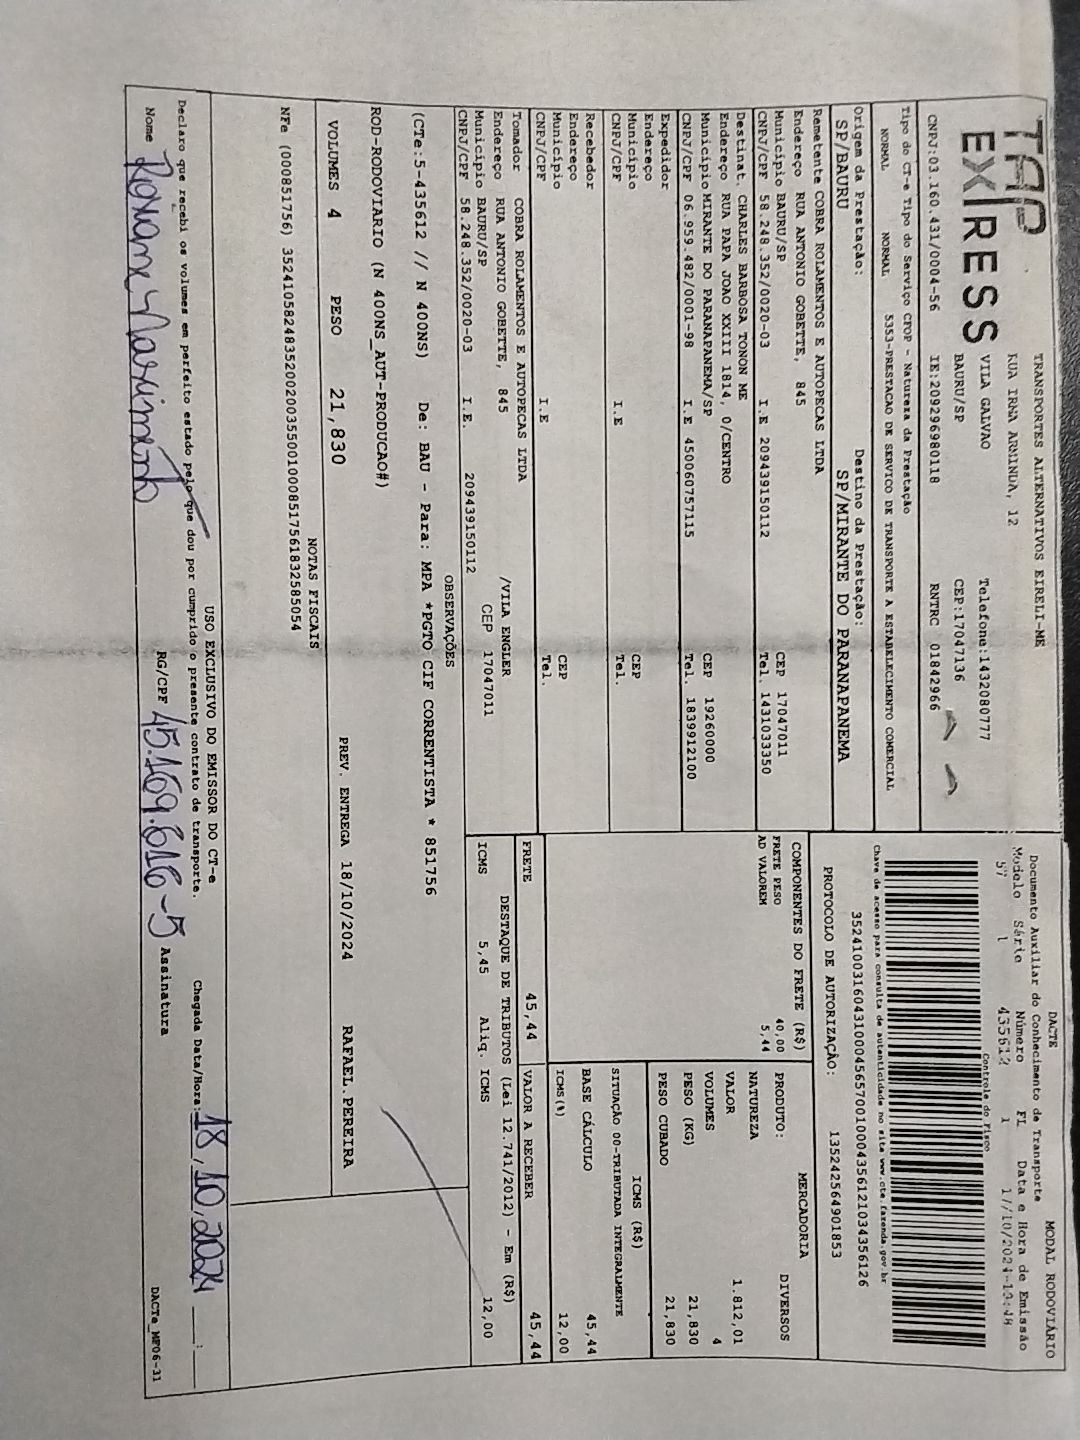 TAP
EX/RESS
TRANSPORTES ALTERNATIVOS EIRELI-ME
RUA IRMA ARMINDA, 12
VILA GALVAO Telefone:1432080777
BAURU/SP CEP:17047136
CNPJ:03.160.431/0004-56 IE:209296980118 RNTRC 01842966
DACTE MODAL RODOVIÁRIO
Documento Auxiliar do Conhecimento de Transporte
Modelo Série Número Fl Data e Hora de Emissão
57 1 435612 1 17/10/2024-
Controle do Fisco
Chave de acesso para consulta de autenticidade no site www.cte.fazenda.gov.br
PROTOCOLO DE AUTORIZAÇÃO: 135242564901853
Tipo do CT-e Tipo do Serviço CFOP - Natureza da Prestação
NORMAL NORMAL 5353-PRESTACAO DE SERVICO DE TRANSPORTE A ESTABELECIMENTO COMERCIAL
Origem da Prestação: Destino da Prestação:
SP/BAURU SP/MIRANTE DO PARANAPANEMA
Remetente COBRA ROLAMENTOS E AUTOPECAS LTDA
Endereço RUA ANTONIO GOBETTE, 845
Município BAURU/SP CEP 17047011
CNPJ/CPF 58.248.352/0020-03 I.E 209439150112 Tel. 1431033350
Destinat. CHARLES BARBOSA TONON ME
Endereço RUA PAPA JOAO XXIII 1814, 0/CENTRO
Município MIRANTE DO PARANAPANEMA/SP CEP 19260000
CNPJ/CPF 06.959.482/0001-98 I.E 450060757115 Tel. 1839912100
Expedidor
Endereço
Município CEP
CNPJ/CPF I.E Tel.
Recebedor
Endereço
Município CEP
CNPJ/CPF I.E Tel.
Tomador COBRA ROLAMENTOS E AUTOPECAS LTDA
Endereço RUA ANTONIO GOBETTE, 845 /VILA ENGLER
Município BAURU/SP CEP 17047011
CNPJ/CPF 58.248.352/0020-03 I.E. 209439150112
COMPONENTES DO FRETE (R$)
FRETE PESO 40,00
AD VALOREM 5,44
MERCADORIA
PRODUTO: DIVERSOS
NATUREZA
VALOR 1.812,01
VOLUMES 4
PESO (KG) 21,830
PESO CUBADO 21,830
ICMS (R$)
SITUAÇÃO 00-TRIBUTADA INTEGRALMENTE
BASE CÁLCULO 45,44
ICMS(%) 12,00
FRETE 45,44 VALOR A RECEBER 45,44
DESTAQUE DE TRIBUTOS (Lei 12.741/2012) - Em (R$)
ICMS 5,45 Aliq. ICMS 12,00
OBSERVAÇÕES
(CTe.:5-435612 // N 400NS) De: BAU - Para: MPA *PGTO CIF CORRENTISTA * 851756
ROD-RODOVIARIO (N 400NS_AUT-PRODUCAO#)
VOLUMES 4 PESO 21,830 PREV. ENTREGA 18/10/2024 RAFAEL.PEREIRA
NOTAS FISCAIS
NFe (000851756)
USO EXCLUSIVO DO EMISSOR DO CT-e
Declaro que recebi os volumes em perfeito estado pelo que dou por cumprido o presente contrato de transporte. Chegada Data/Hora: 18/10/2024 __:__
Nome RG/CPF 45.169.616-5 Assinatura
DACTe_MF06-31